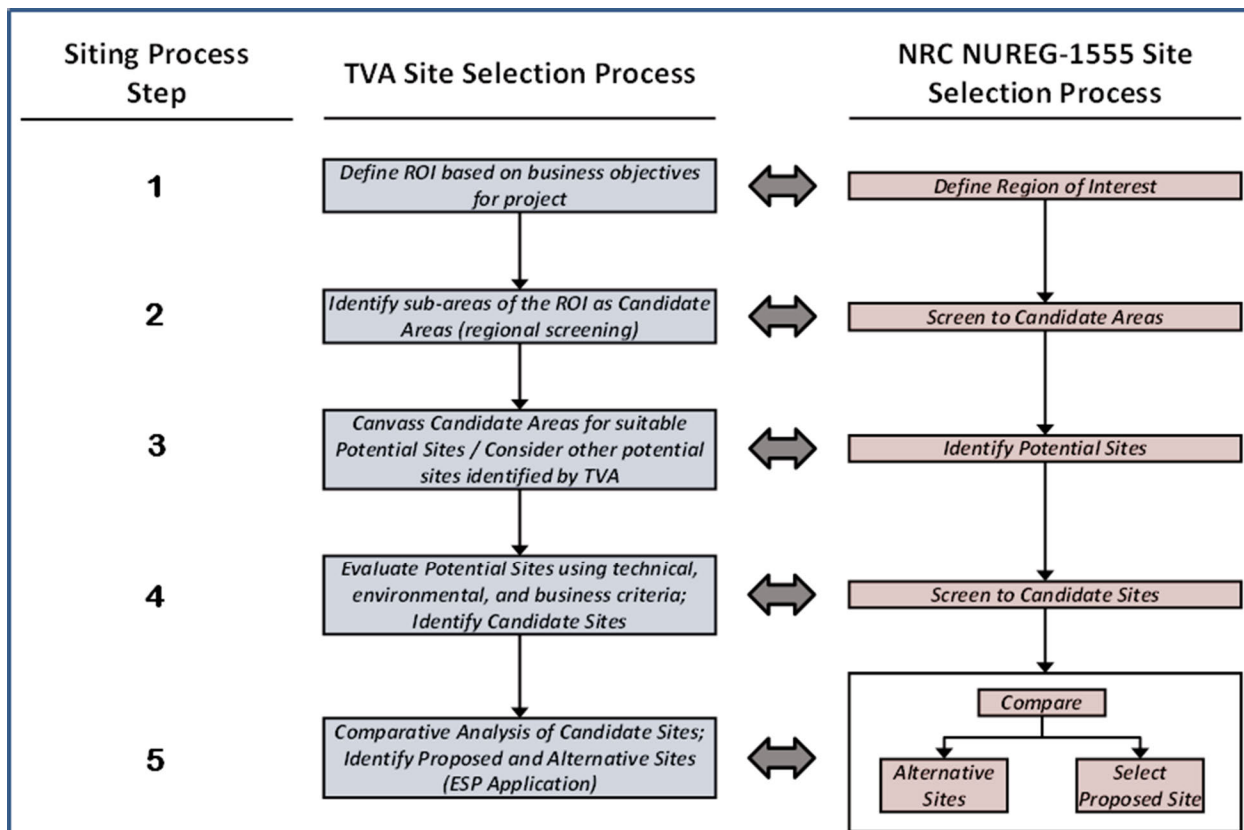 Siting Process
Step
TVA Site Selection Process
NRC NUREG-1555 Site
Selection Process
1
Define ROI based on business objectives
for project
Define Region of Interest
2
Identify sub-areas of the ROI as Candidate
Areas (regional screening)
Screen to Candidate Areas
3
Canvass Candidate Areas for suitable
Potential Sites / Consider other potential
sites identified by TVA
Identify Potential Sites
4
Evaluate Potential Sites using technical,
environmental, and business criteria;
Identify Candidate Sites
Screen to Candidate Sites
5
Comparative Analysis of Candidate Sites;
Identify Proposed and Alternative Sites
(ESP Application)
Compare
Alternative
Sites
Select
Proposed Site